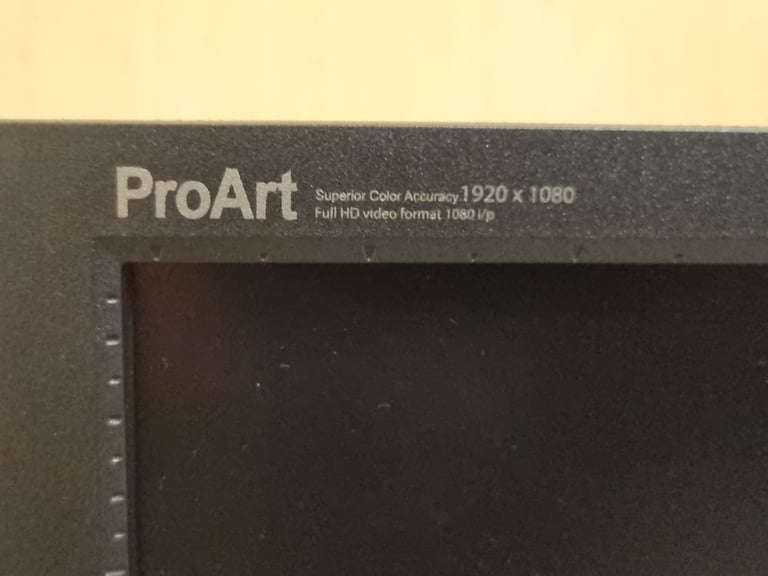 ProArt
Superior Color Accuracy 1920 x 1080
Full HD video format 1080 i/p